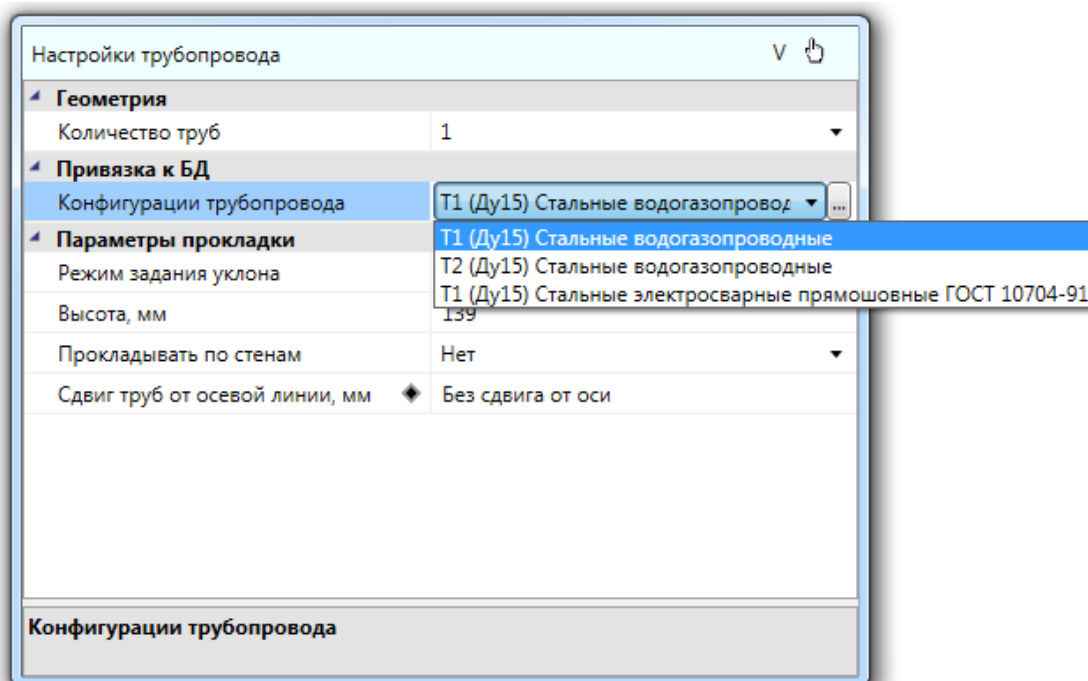 Настройки трубопровода V
Геометрия
Количество труб 1
Привязка к БД
Конфигурации трубопровода Т1 (Ду15) Стальные водогазопровод ...
Параметры прокладки Т1 (Ду15) Стальные водогазопроводные
Режим задания уклона Т2 (Ду15) Стальные водогазопроводные
Т1 (Ду15) Стальные электросварные прямошовные ГОСТ 10704-91
Высота, мм 139
Прокладывать по стенам Нет
Сдвиг труб от осевой линии, мм Без сдвига от оси
Конфигурации трубопровода